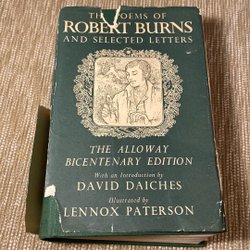 THE POEMS OF
ROBERT BURNS
AND SELECTED LETTERS
THE ALLOWAY
BICENTENARY EDITION
With an Introduction by
DAVID DAICHES
Illustrated by
LENNOX PATERSON